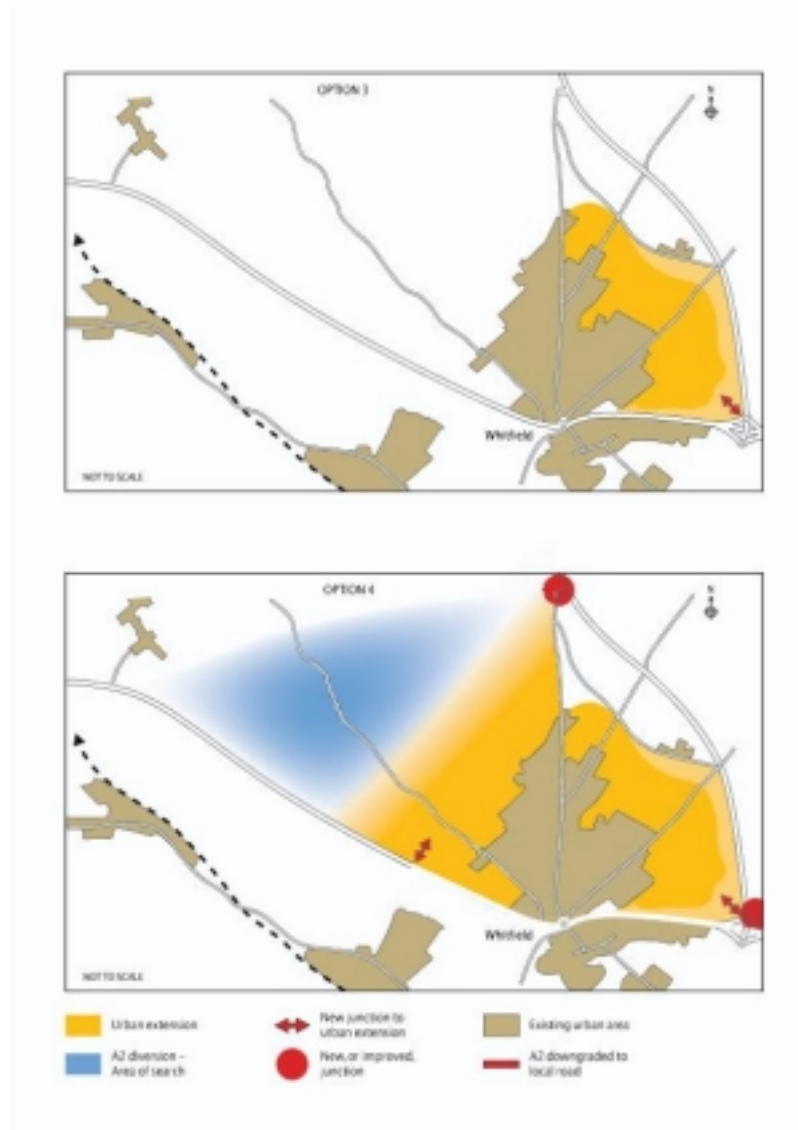 OPTION 3
N
Whitfield
NOT TO SCALE
OPTION 4
N
Whitfield
NOT TO SCALE
Urban extension
A2 diversion –
Area of search
New junction to
urban extension
New, or improved,
junction
Existing urban area
A2 downgraded to
local road